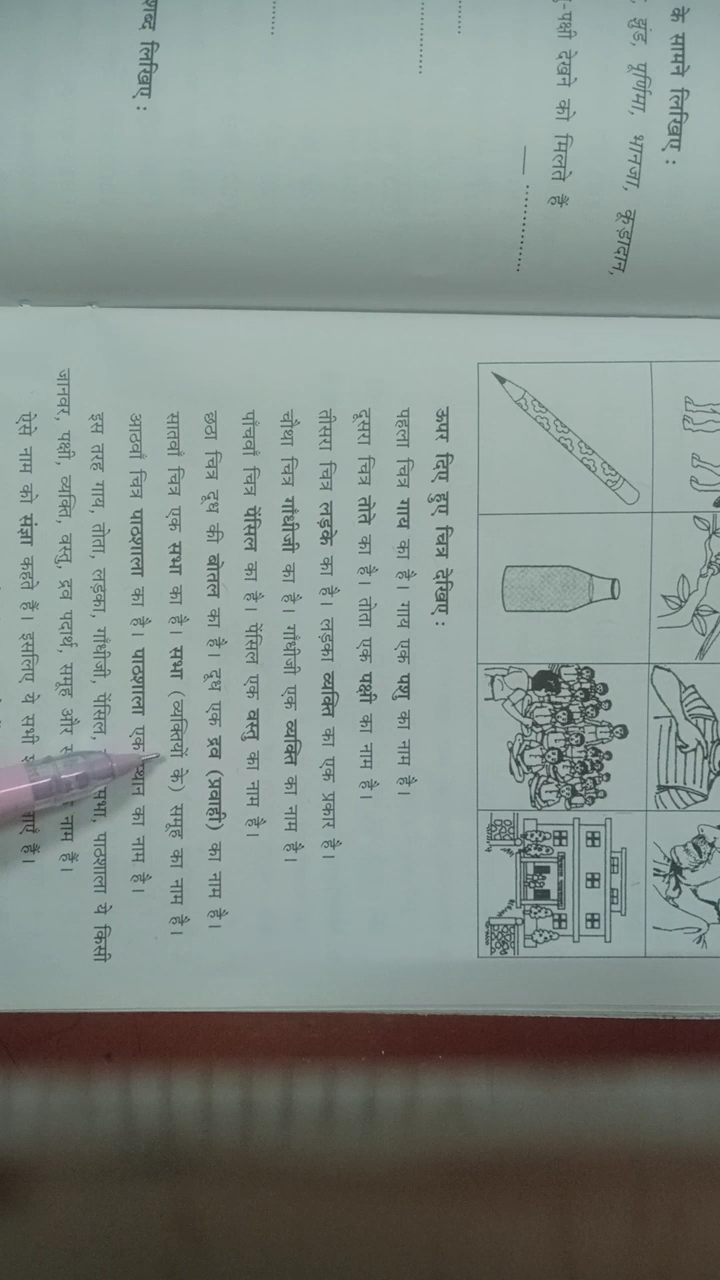 के सामने लिखिए :
झुंड, पूर्णिमा, भानजा, कूड़ादान,
-पक्षी देखने को मिलते हैं
शब्द लिखिए :
ऊपर दिए हुए चित्र देखिए :
पहला चित्र गाय का है। गाय एक पशु का नाम है।
दूसरा चित्र तोते का है। तोता एक पक्षी का नाम है।
तीसरा चित्र लड़के का है। लड़का व्यक्ति का एक प्रकार है।
चौथा चित्र गाँधीजी का है। गाँधीजी एक व्यक्ति का नाम है।
पाँचवाँ चित्र पेंसिल का है। पेंसिल एक वस्तु का नाम है।
छठा चित्र दूध की बोतल का है। दूध एक द्रव (प्रवाही) का नाम है।
सातवाँ चित्र एक सभा का है। सभा (व्यक्तियों के) समूह का नाम है।
आठवाँ चित्र पाठशाला का है। पाठशाला एक स्थान का नाम है।
इस तरह गाय, तोता, लड़का, गाँधीजी, पेंसिल, सभा, पाठशाला ये किसी
जानवर, पक्षी, व्यक्ति, वस्तु, द्रव पदार्थ, समूह और नाम हैं।
ऐसे नाम को संज्ञा कहते हैं। इसलिए ये सभी हैं।